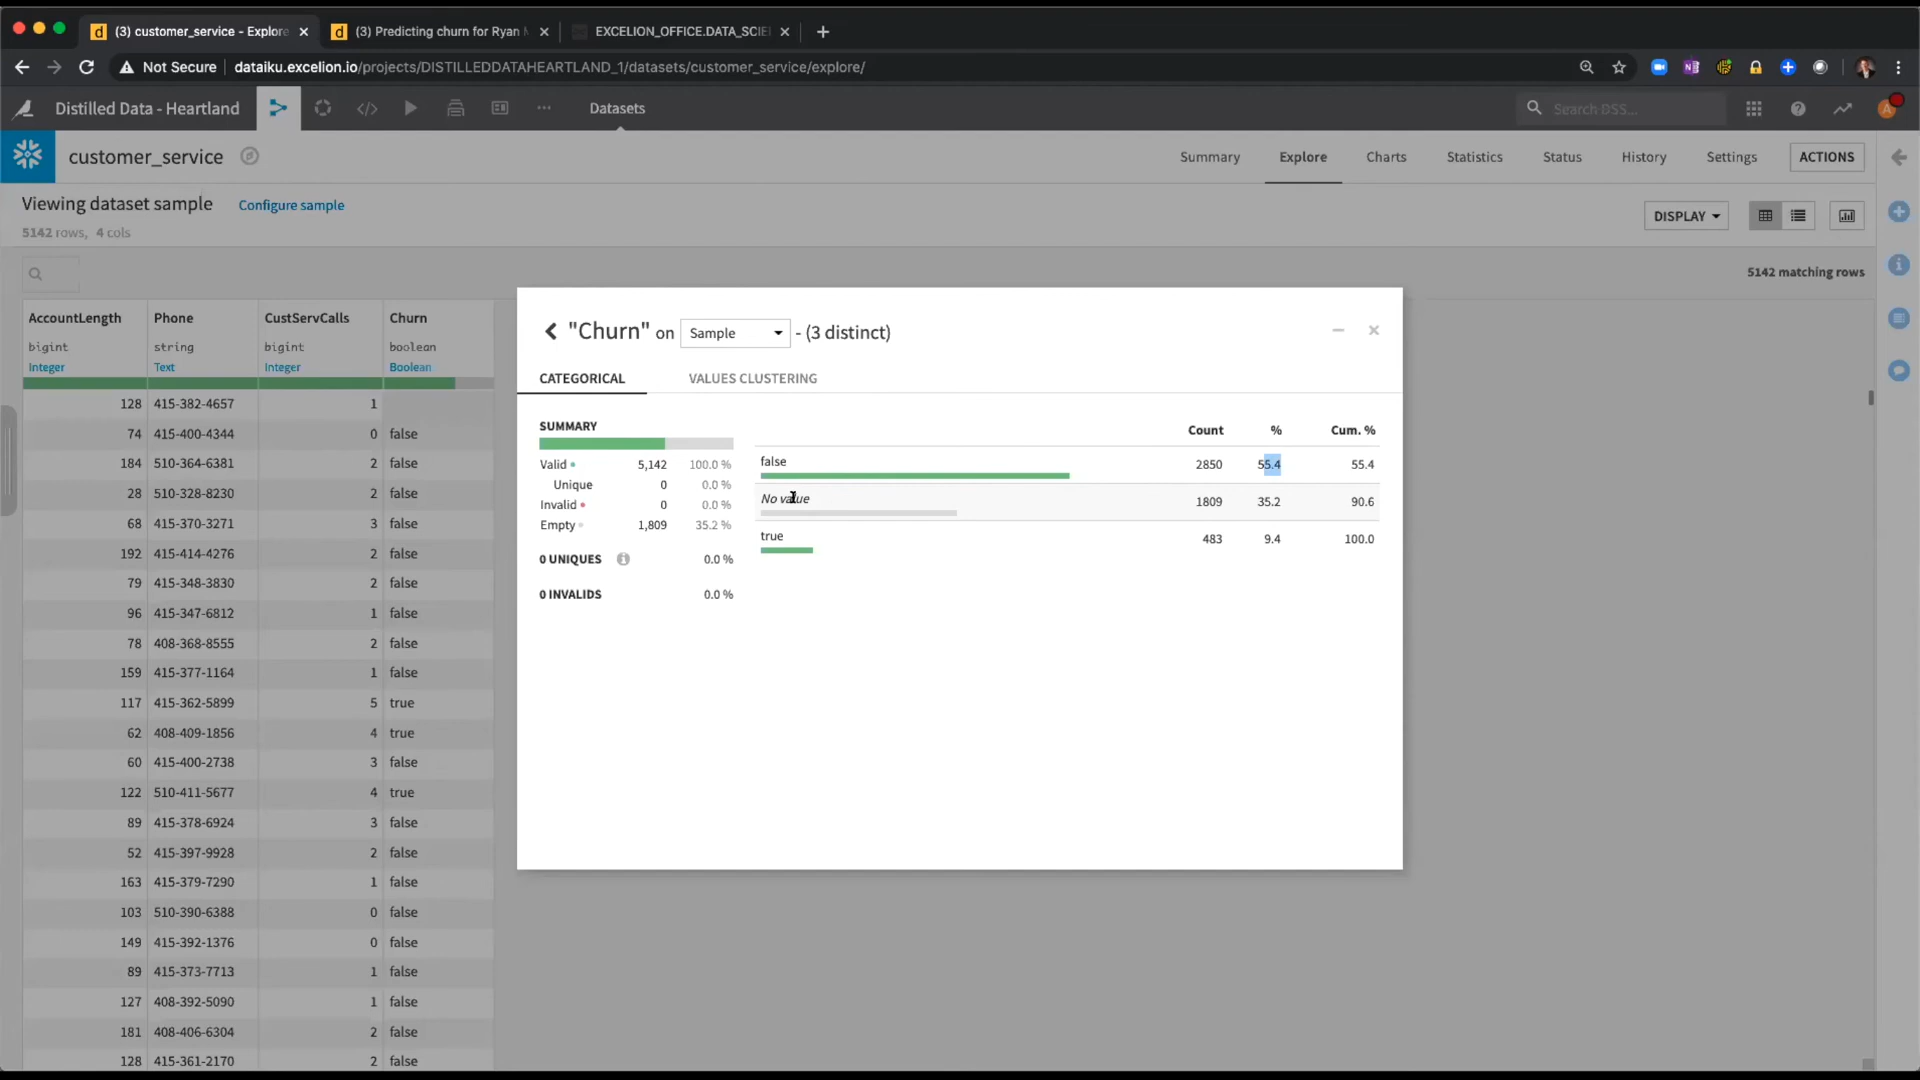 (3) customer_service - Explore
(3) Predicting churn for Ryan
EXCELION_OFFICE.DATA_SCIE
Not Secure
dataiku.excelion.io/projects/DISTILLEDDATAHEARTLAND_1/datasets/customer_service/explore/
Distilled Data - Heartland
Datasets
Search DSS...
A
customer_service
Summary
Explore
Charts
Statistics
Status
History
Settings
ACTIONS
Viewing dataset sample
Configure sample
DISPLAY
5142 rows, 4 cols
5142 matching rows
AccountLength Phone CustServCalls Churn
bigint string bigint boolean
Integer Text Integer Boolean
128 415-382-4657 1
74 415-400-4344 0 false
184 510-364-6381 2 false
28 510-328-8230 2 false
68 415-370-3271 3 false
192 415-414-4276 2 false
79 415-348-3830 2 false
96 415-347-6812 1 false
78 408-368-8555 2 false
159 415-377-1164 1 false
117 415-362-5899 5 true
62 408-409-1856 4 true
60 415-400-2738 3 false
122 510-411-5677 4 true
89 415-378-6924 3 false
52 415-397-9928 2 false
163 415-379-7290 1 false
103 510-390-6388 0 false
149 415-392-1376 0 false
89 415-373-7713 1 false
127 408-392-5090 1 false
181 408-406-6304 2 false
128 415-361-2170 2 false
"Churn" on Sample - (3 distinct)
CATEGORICAL
VALUES CLUSTERING
SUMMARY
Valid 5,142 100.0 %
Unique 0 0.0 %
Invalid 0 0.0 %
Empty 1,809 35.2 %
0 UNIQUES 0.0 %
0 INVALIDS 0.0 %
Count % Cum. %
false 2850 55.4 55.4
No value 1809 35.2 90.6
true 483 9.4 100.0